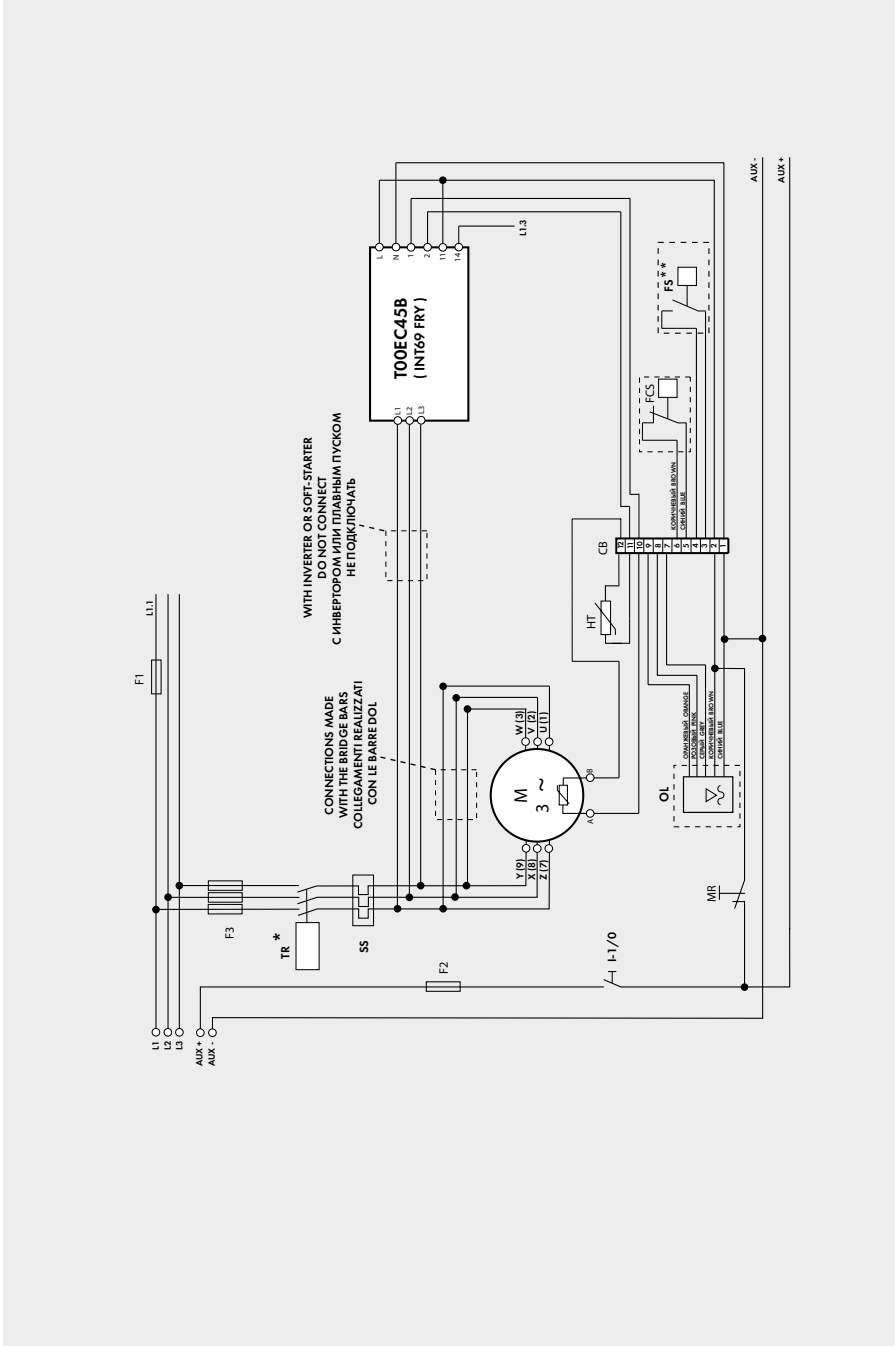 L1.1
F1
L1
L2
L3
AUX +
AUX -
F3
TR *
SS
F2
I-1/0
MR
CONNECTIONS MADE
WITH THE BRIDGE BARS
COLLEGAMENTI REALIZZATI
CON LE BARRE DOL
WITH INVERTER OR SOFT-STARTER
DO NOT CONNECT
С ИНВЕРТОРОМ ИЛИ ПЛАВНЫМ ПУСКОМ
НЕ ПОДКЛЮЧАТЬ
T00EC45B
( INT69 FRY )
L1
L2
L3
L
N
1
2
11
14
L1.3
Y (9)
X (8)
Z (7)
M
3 ~
W (3)
V (2)
U (1)
A
B
HT
CB
12
11
10
9
8
7
6
5
4
3
2
1
OL
ОРАНЖЕВЫЙ ORANGE
РОЗОВЫЙ PINK
СЕРЫЙ GREY
КОРИЧНЕВЫЙ BROWN
СИНИЙ BLUE
КОРИЧНЕВЫЙ BROWN
СИНИЙ BLUE
FCS
FS * *
AUX -
AUX +